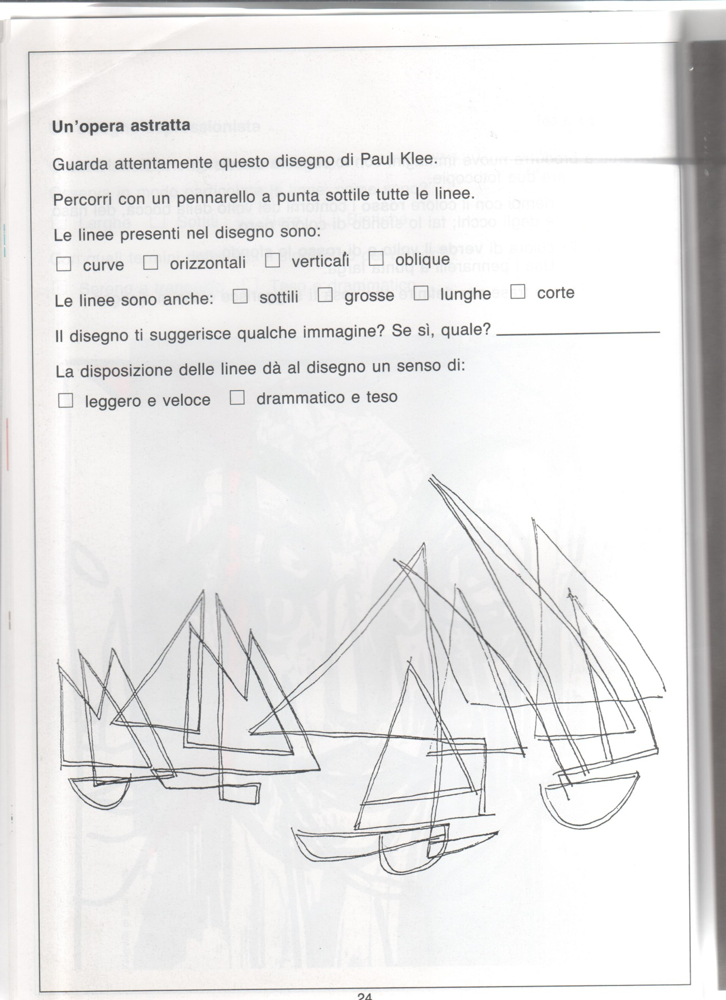 Un'opera astratta
Guarda attentamente questo disegno di Paul Klee.
Percorri con un pennarello a punta sottile tutte le linee.
Le linee presenti nel disegno sono:
curve orizzontali verticali oblique
Le linee sono anche: sottili grosse lunghe corte
Il disegno ti suggerisce qualche immagine? Se sì, quale?
La disposizione delle linee dà al disegno un senso di:
leggero e veloce drammatico e teso
24